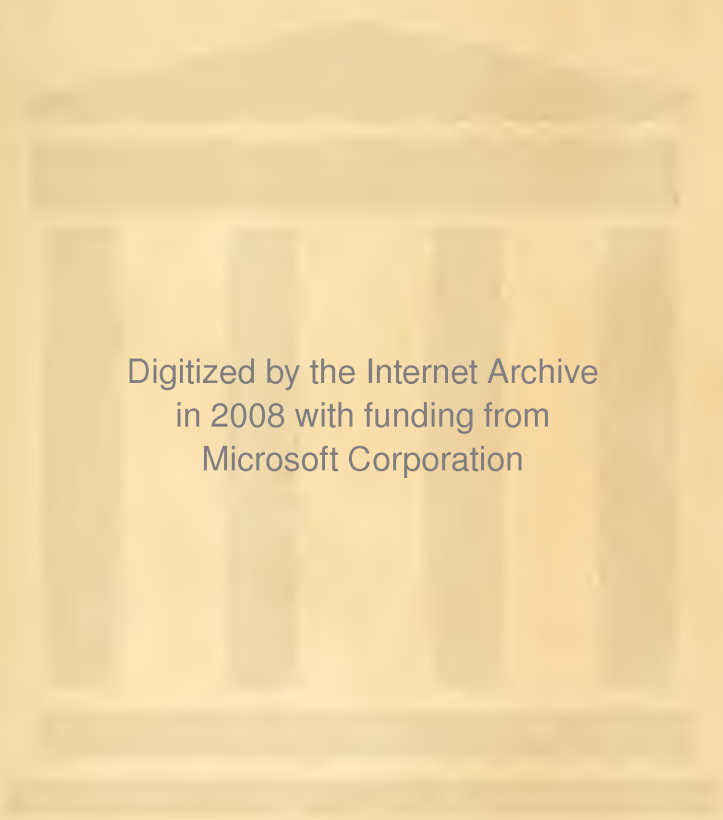 Digitized by the Internet Archive
in 2008 with funding from
Microsoft Corporation